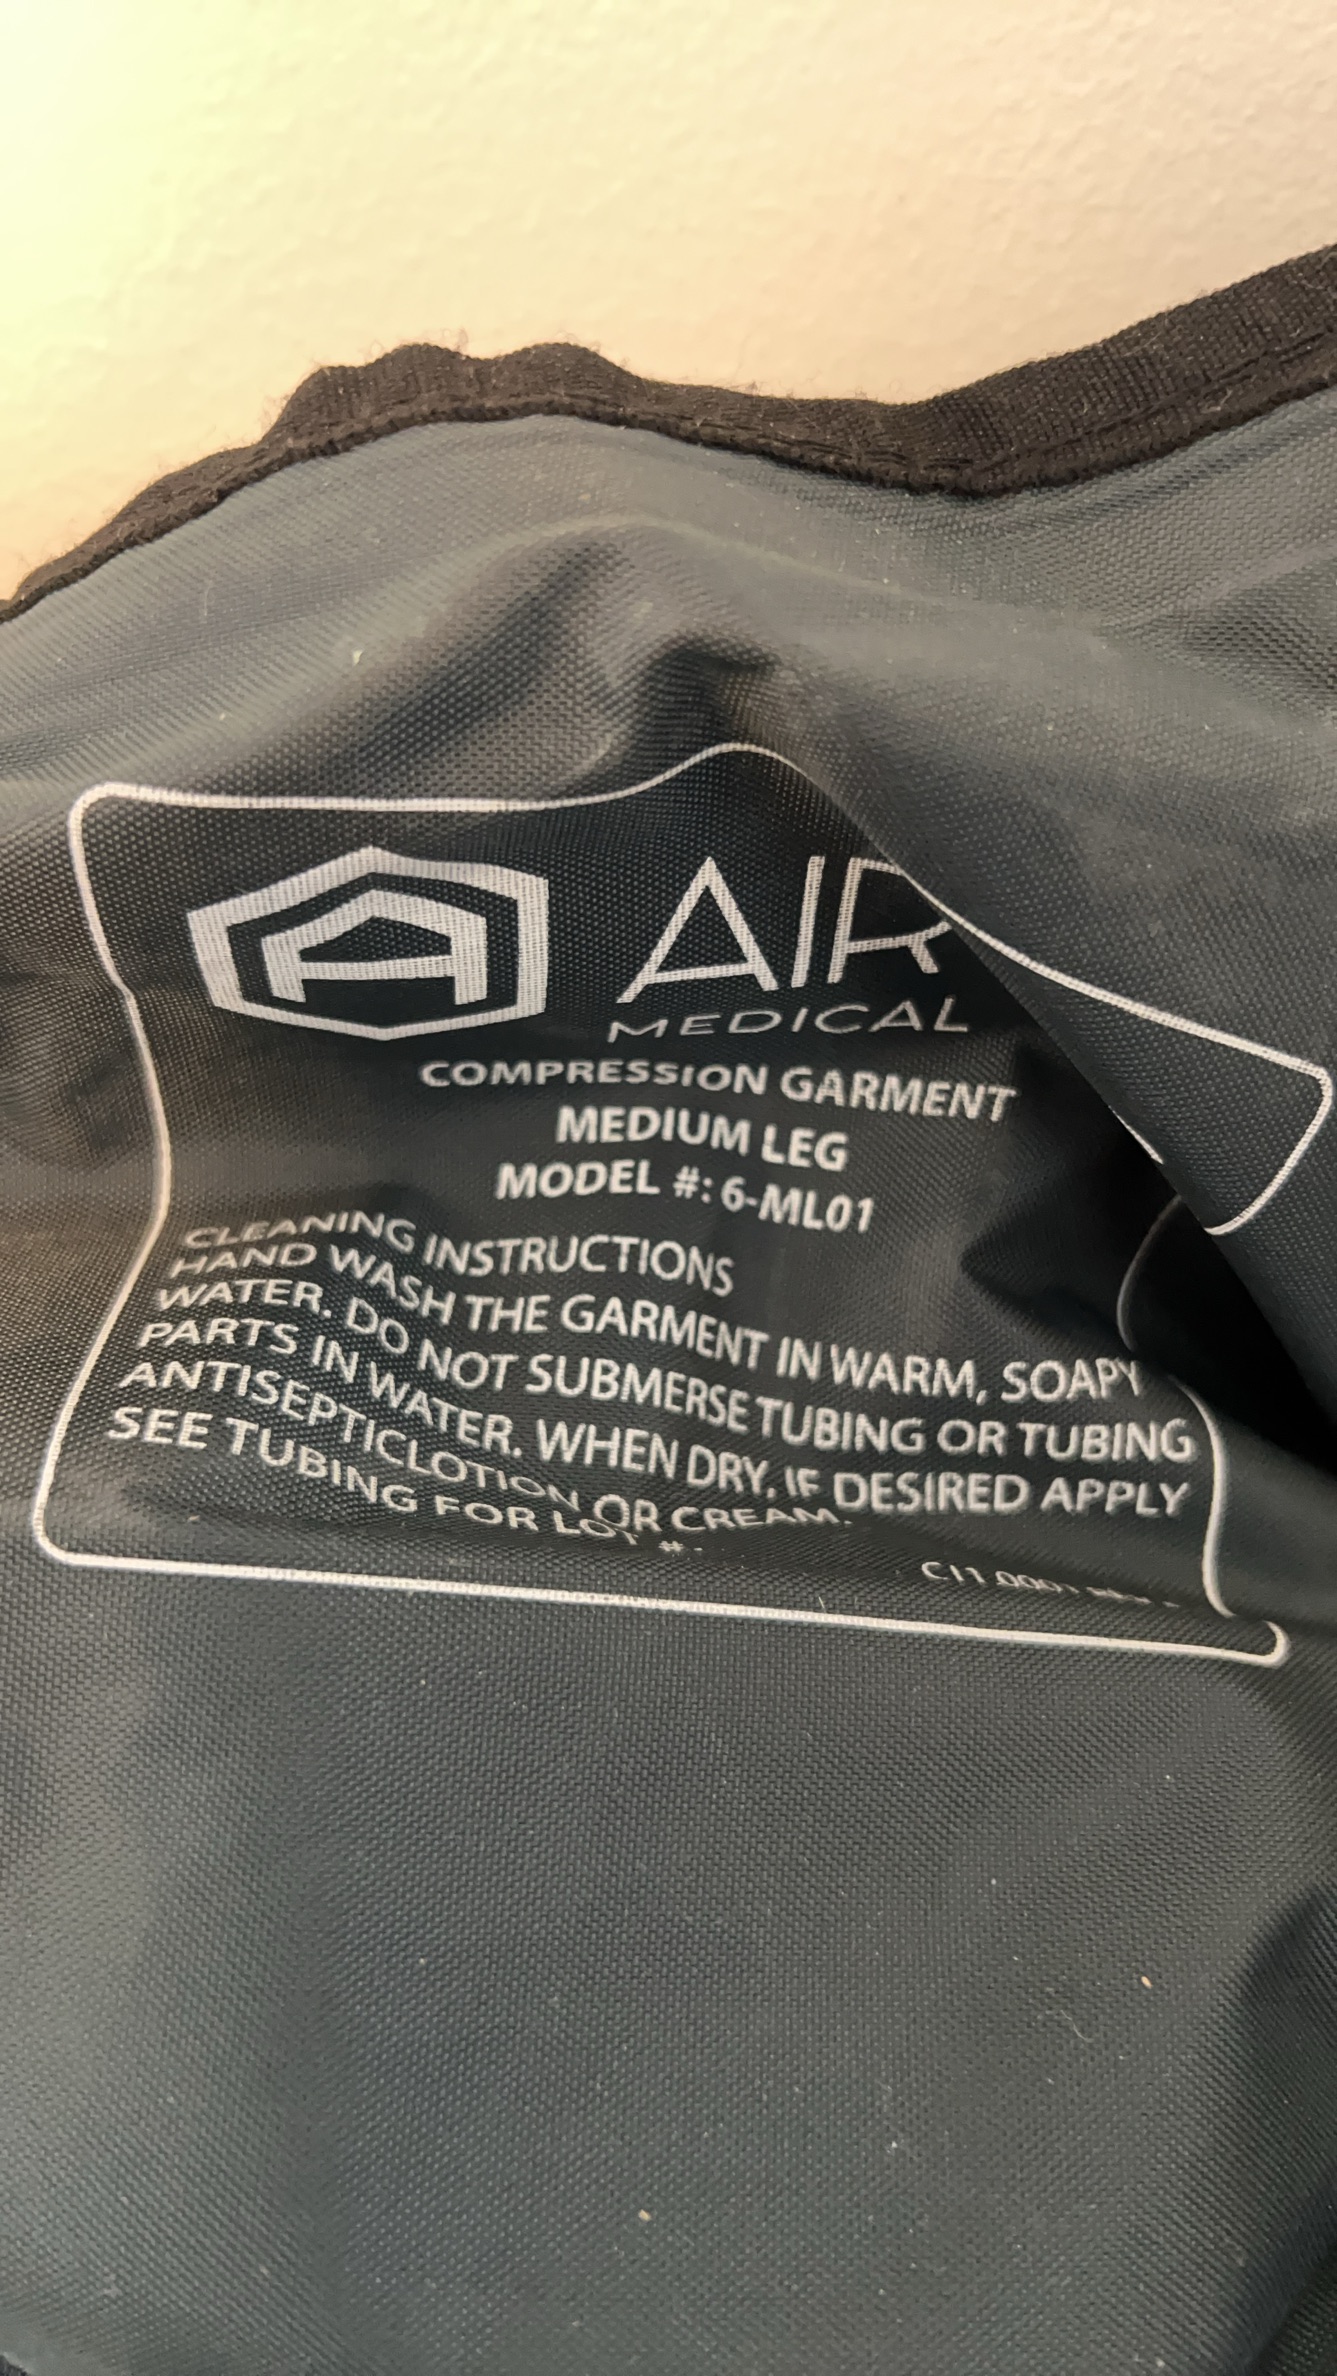 AIR
MEDICAL
COMPRESSION GARMENT
MEDIUM LEG
MODEL #: 6-ML01
CLEANING INSTRUCTIONS
HAND WASH THE GARMENT IN WARM, SOAPY
WATER. DO NOT SUBMERSE TUBING OR TUBING
PARTS IN WATER. WHEN DRY, IF DESIRED APPLY
ANTISEPTICLOTION OR CREAM.
SEE TUBING FOR LOT #.